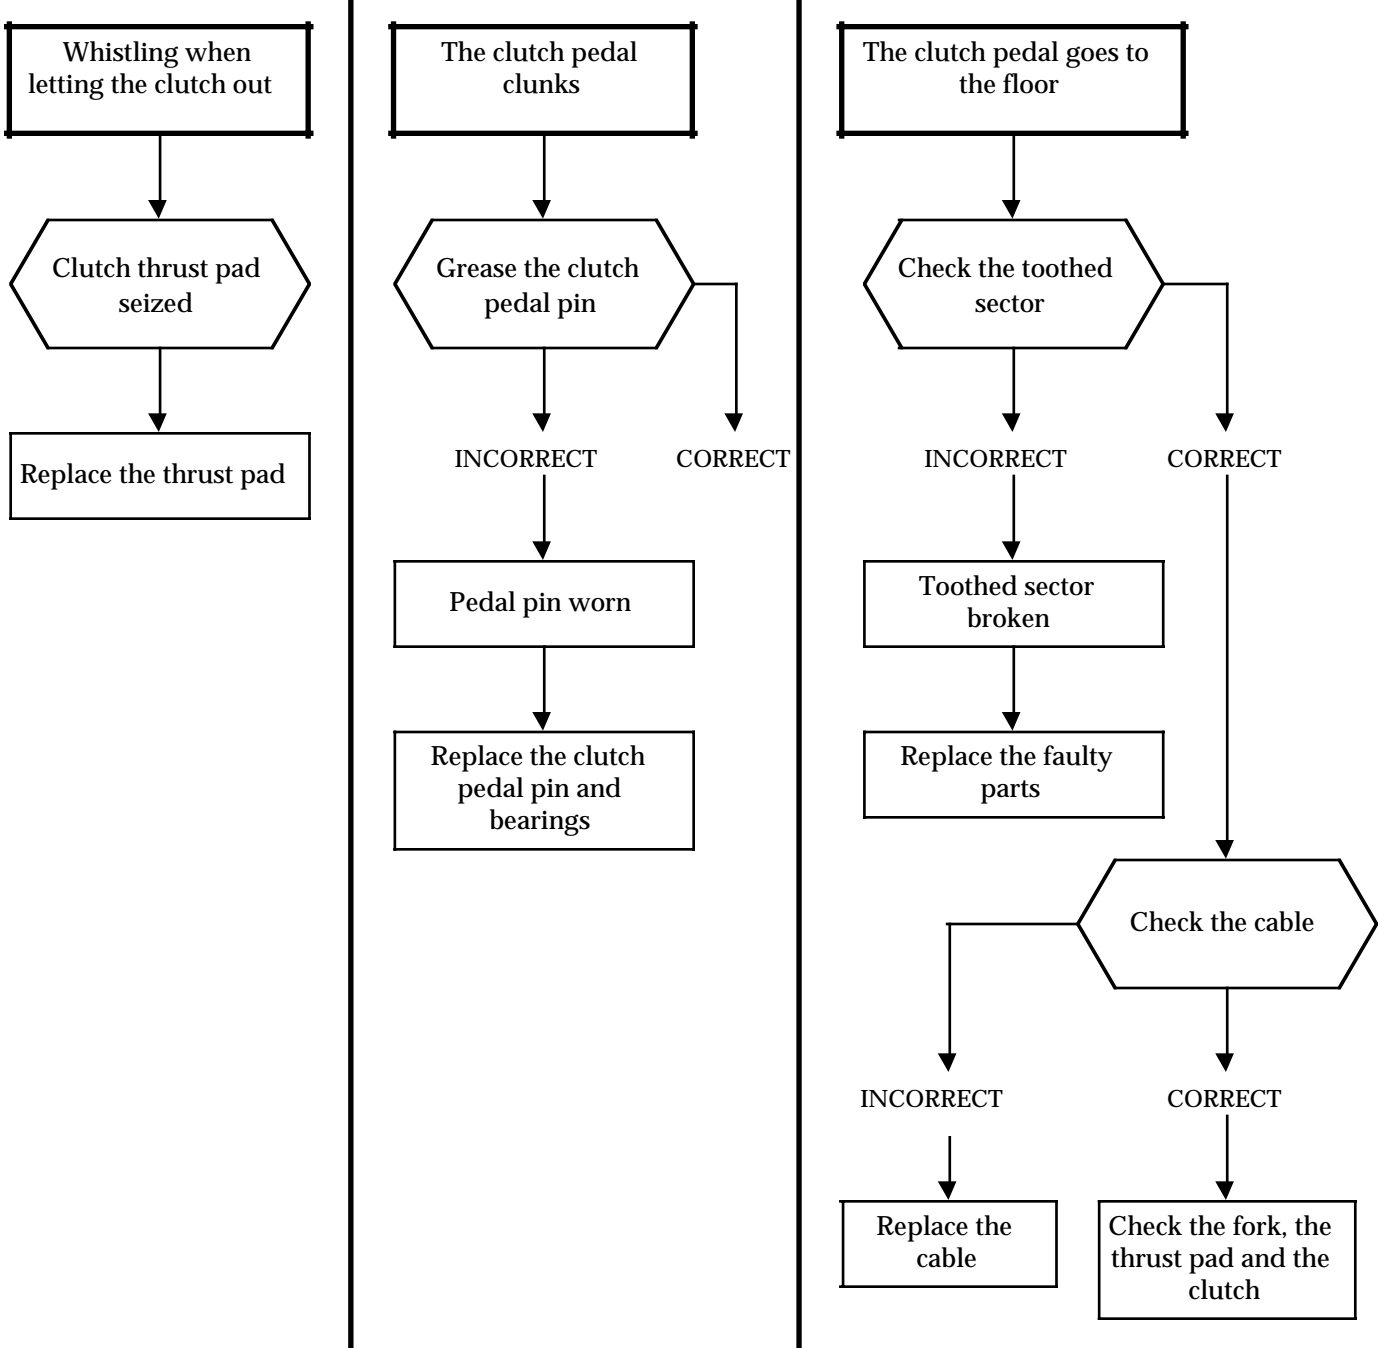 Whistling when
letting the clutch out
Clutch thrust pad
seized
Replace the thrust pad
The clutch pedal
clunks
Grease the clutch
pedal pin
INCORRECT
CORRECT
Pedal pin worn
Replace the clutch
pedal pin and
bearings
The clutch pedal goes to
the floor
Check the toothed
sector
INCORRECT
CORRECT
Toothed sector
broken
Replace the faulty
parts
Check the cable
INCORRECT
CORRECT
Replace the
cable
Check the fork, the
thrust pad and the
clutch